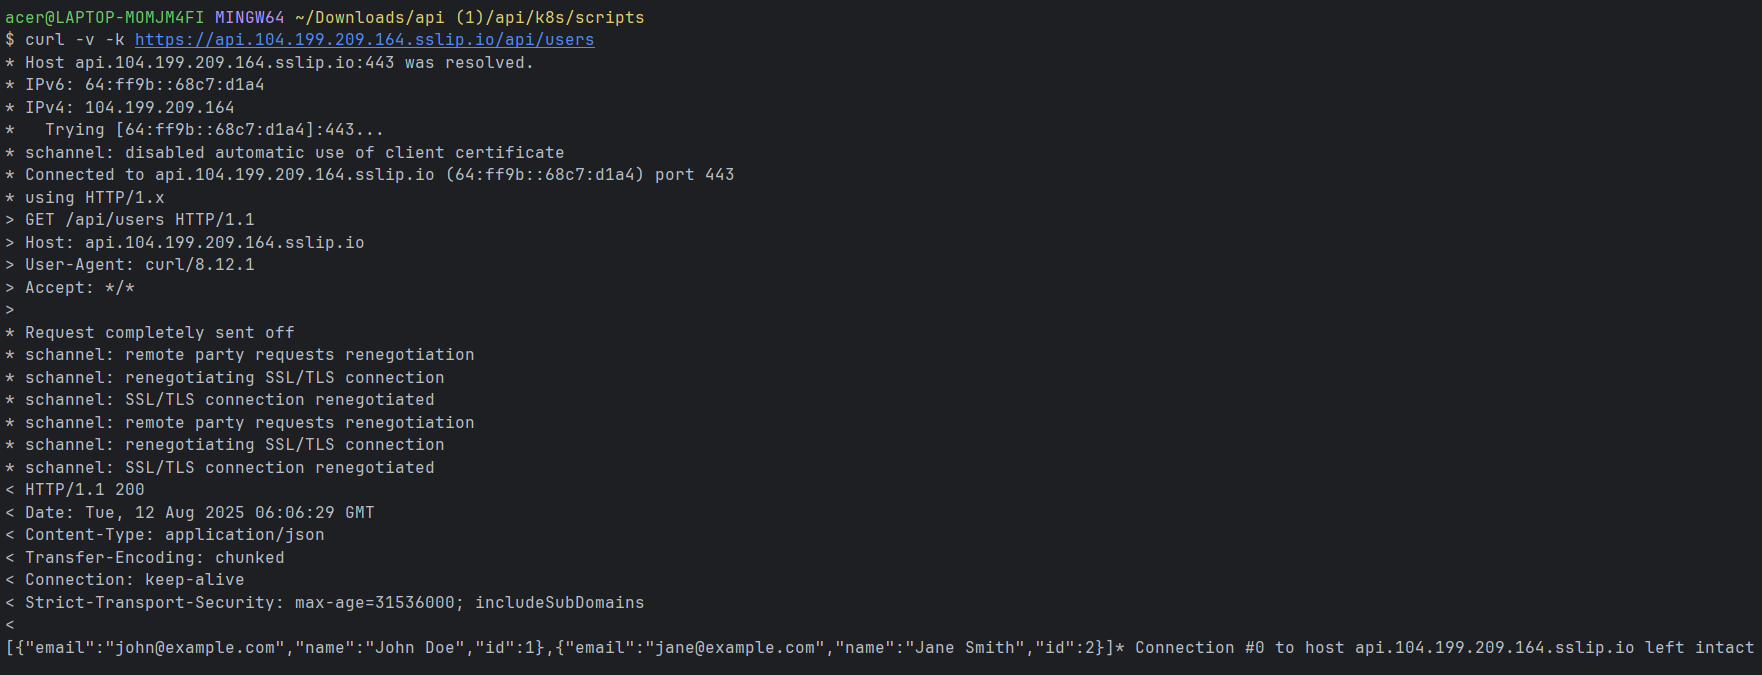 acer@LAPTOP-MOMJM4FI MINGW64 ~/Downloads/api (1)/api/k8s/scripts
$ curl -v -k https://api.104.199.209.164.sslip.io/api/users
* Host api.104.199.209.164.sslip.io:443 was resolved.
* IPv6: 64:ff9b::68c7:d1a4
* IPv4: 104.199.209.164
*   Trying [64:ff9b::68c7:d1a4]:443...
* schannel: disabled automatic use of client certificate
* Connected to api.104.199.209.164.sslip.io (64:ff9b::68c7:d1a4) port 443
* using HTTP/1.x
> GET /api/users HTTP/1.1
> Host: api.104.199.209.164.sslip.io
> User-Agent: curl/8.12.1
> Accept: */*
>
* Request completely sent off
* schannel: remote party requests renegotiation
* schannel: renegotiating SSL/TLS connection
* schannel: SSL/TLS connection renegotiated
* schannel: remote party requests renegotiation
* schannel: renegotiating SSL/TLS connection
* schannel: SSL/TLS connection renegotiated
< HTTP/1.1 200
< Date: Tue, 12 Aug 2025 06:06:29 GMT
< Content-Type: application/json
< Transfer-Encoding: chunked
< Connection: keep-alive
< Strict-Transport-Security: max-age=31536000; includeSubDomains
<
[{"email":"john@example.com","name":"John Doe","id":1},{"email":"jane@example.com","name":"Jane Smith","id":2}]* Connection #0 to host api.104.199.209.164.sslip.io left intact